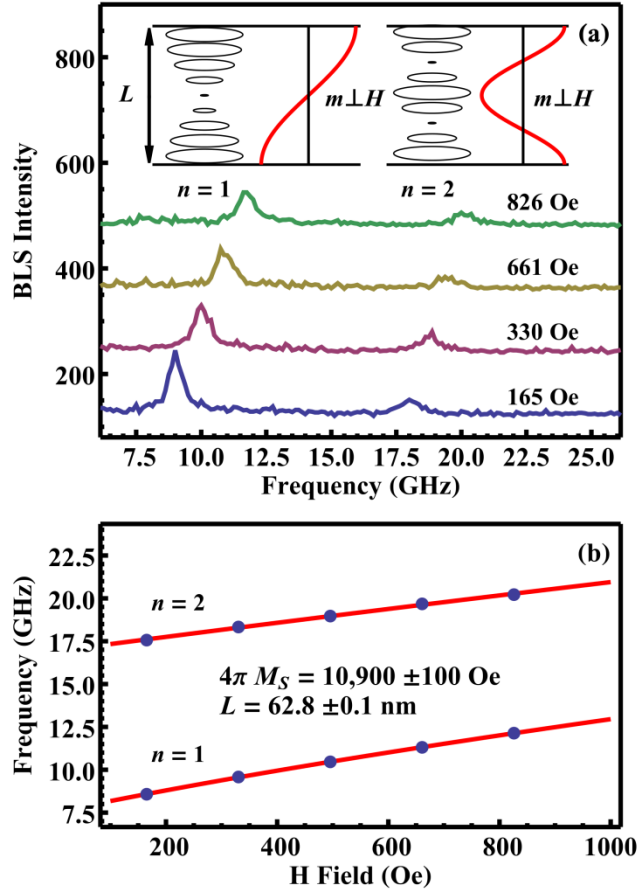 (a)
800
L
m⊥H
m⊥H
600
n = 1
n = 2
826 Oe
400
661 Oe
330 Oe
200
165 Oe
BLS Intensity
7.5 10.0 12.5 15.0 17.5 20.0 22.5 25.0
Frequency (GHz)
(b)
22.5
20.0
17.5
15.0
12.5
10.0
7.5
Frequency (GHz)
n = 2
4π M_S = 10,900 ±100 Oe
L = 62.8 ±0.1 nm
n = 1
200 400 600 800 1000
H Field (Oe)